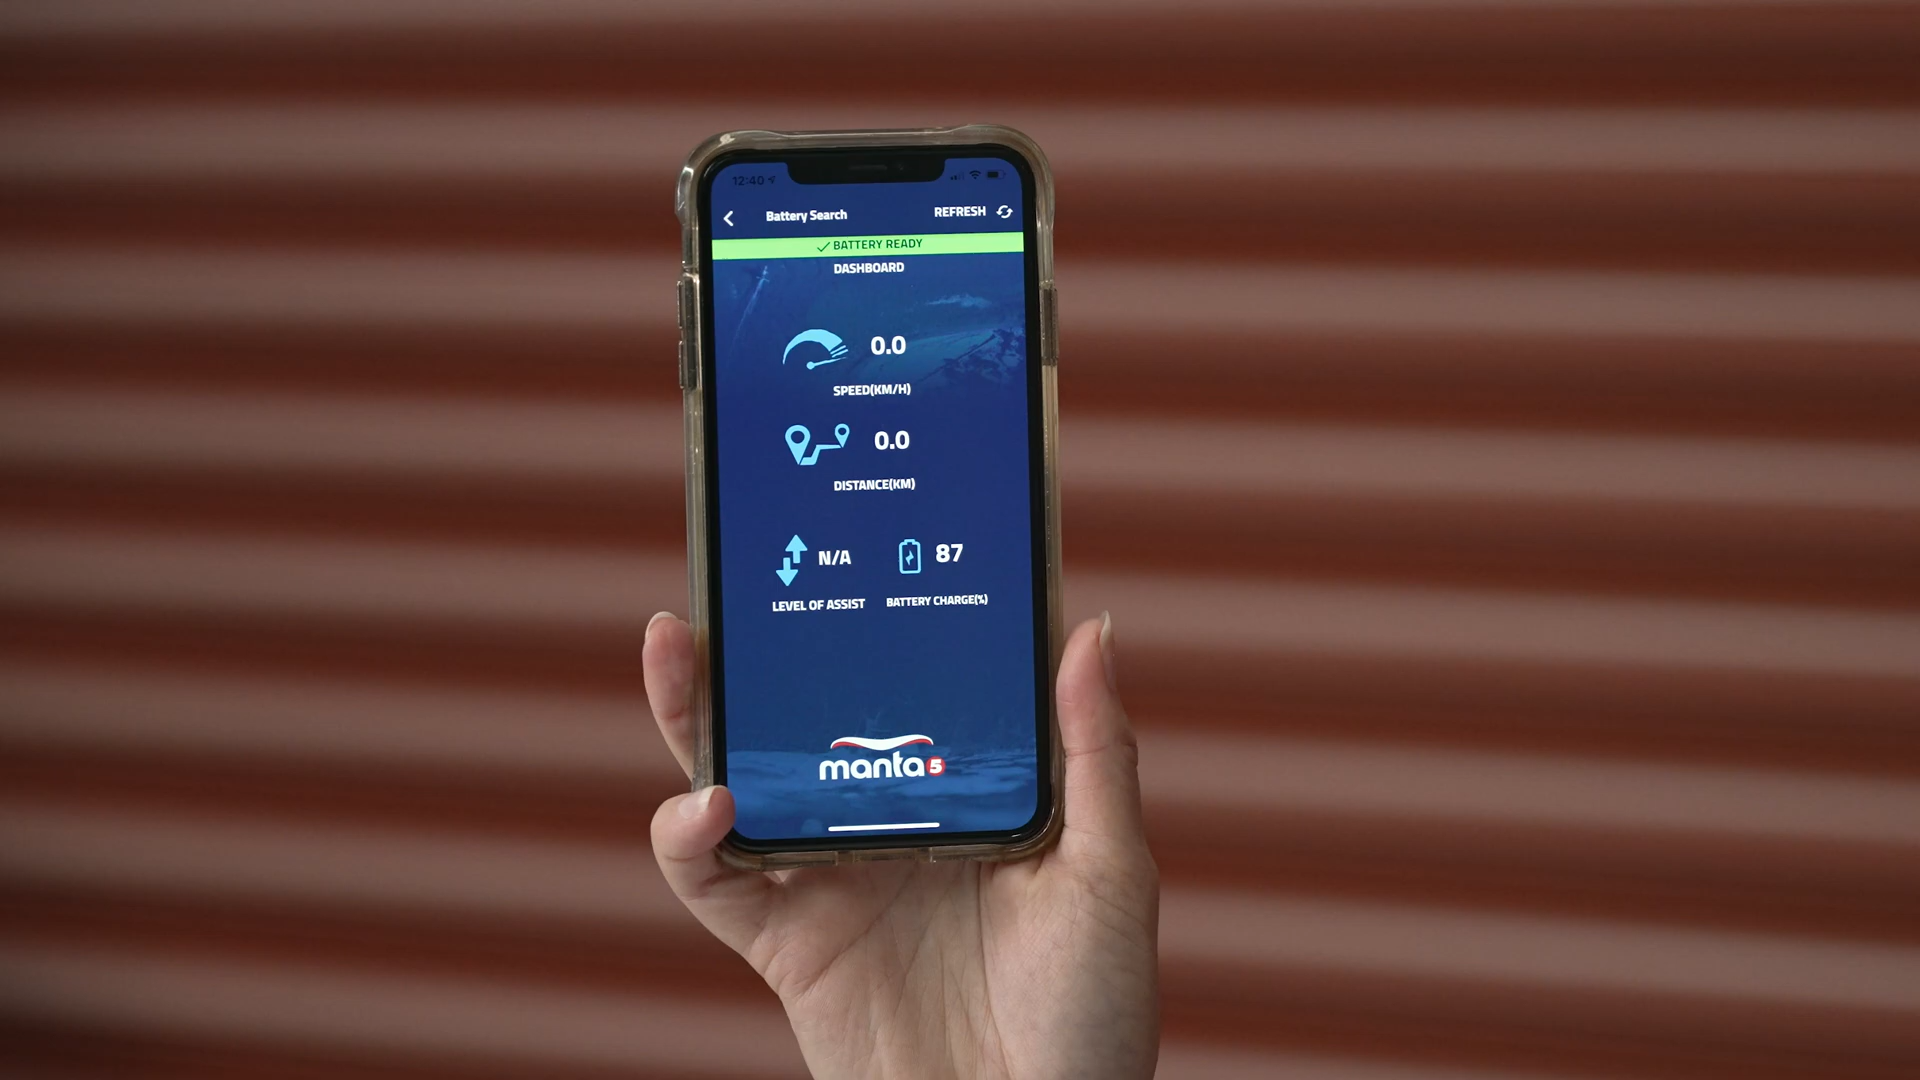 12:40
Battery Search
REFRESH
BATTERY READY
DASHBOARD
0.0
SPEED(KM/H)
0.0
DISTANCE(KM)
N/A
87
LEVEL OF ASSIST
BATTERY CHARGE(%)
manta5